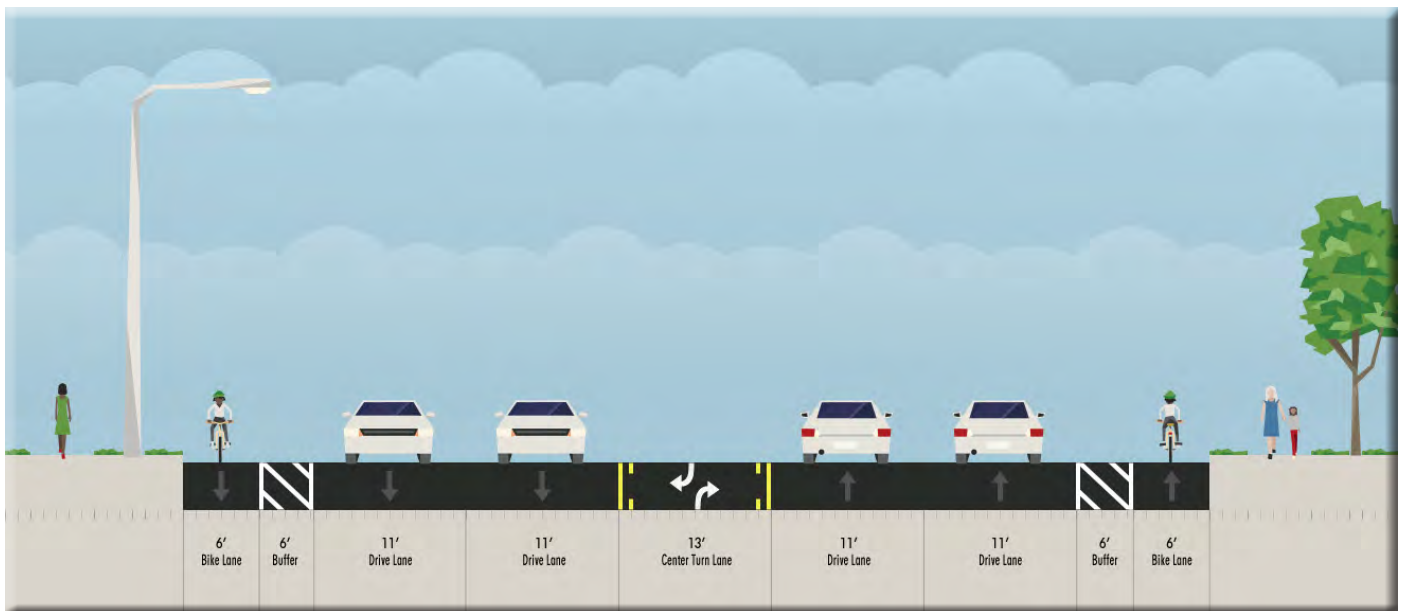 6’
Bike Lane
6’
Buffer
11’
Drive Lane
11’
Drive Lane
13’
Center Turn Lane
11’
Drive Lane
11’
Drive Lane
6’
Buffer
6’
Bike Lane